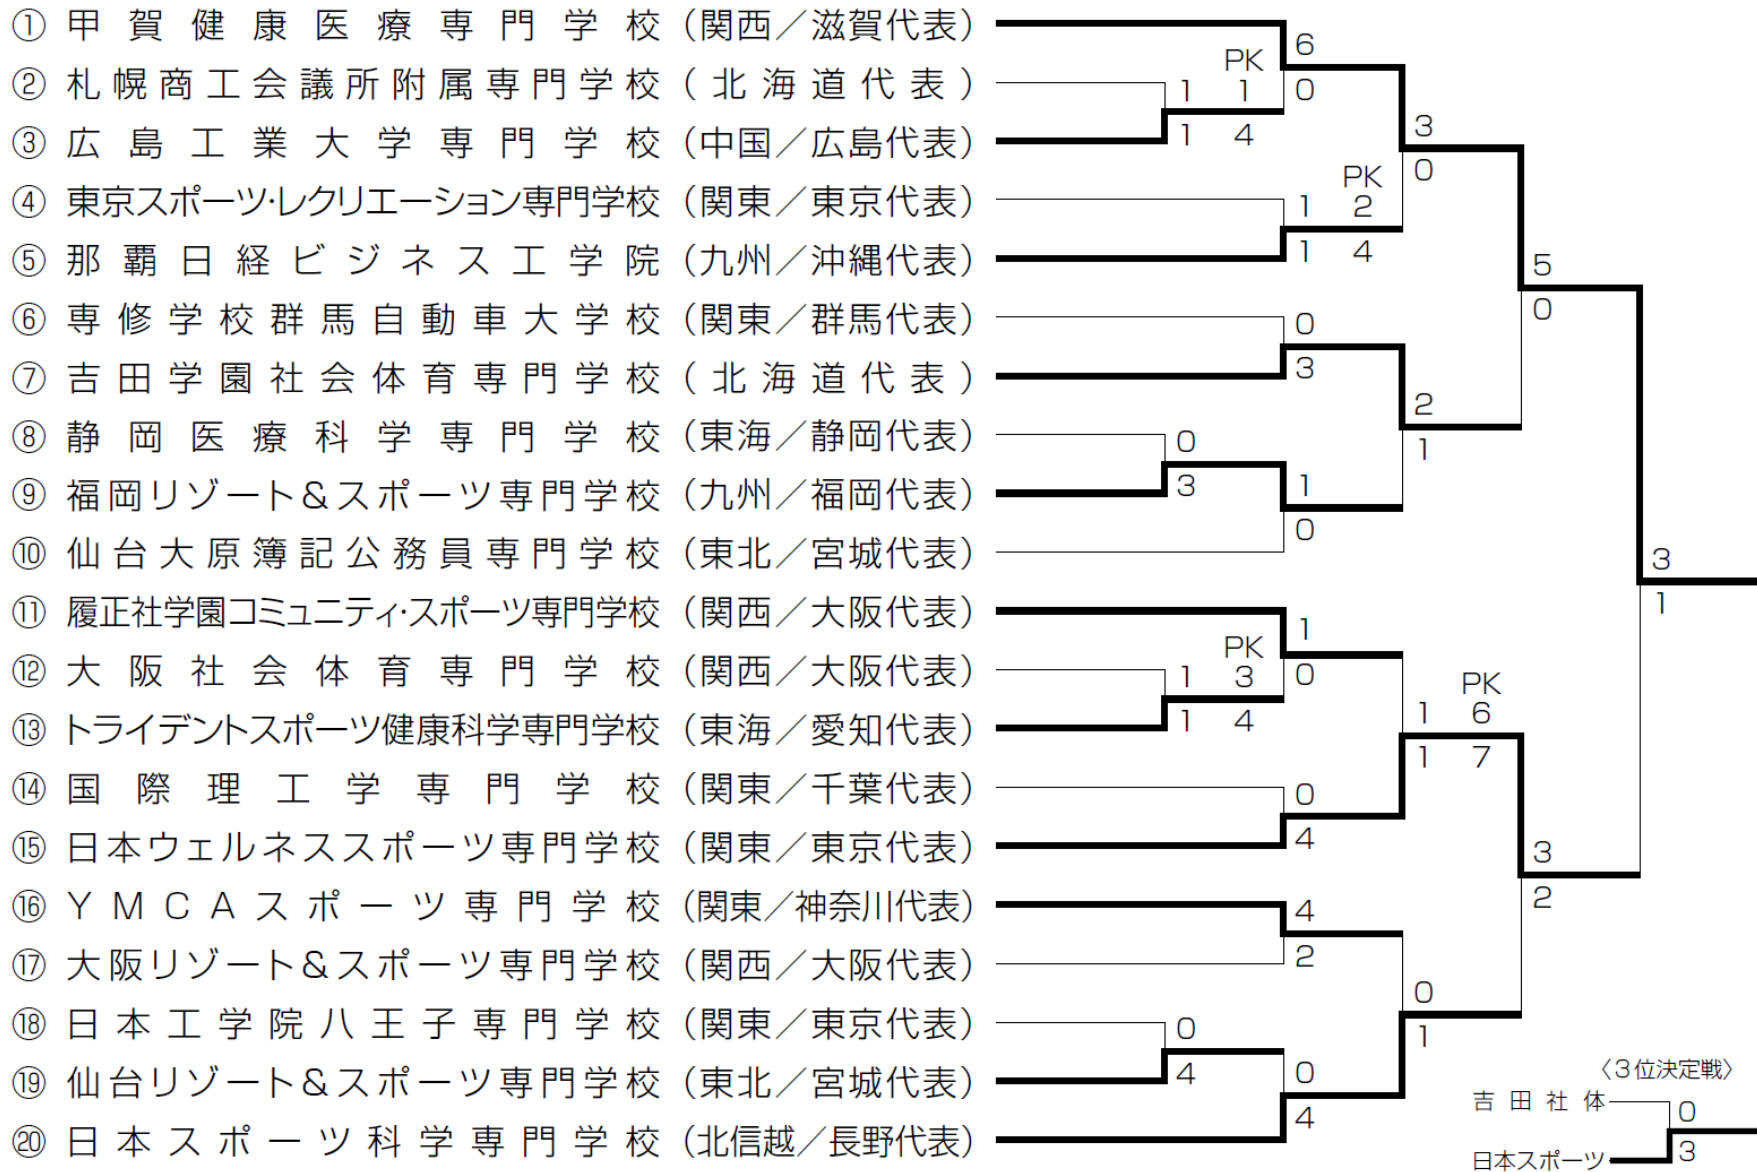 ① 甲賀健康医療専門学校 (関西／滋賀代表)
② 札幌商工会議所附属専門学校 (北海道代表)
③ 広島工業大学専門学校 (中国／広島代表)
④ 東京スポーツ・レクリエーション専門学校 (関東／東京代表)
⑤ 那覇日経ビジネス工学院 (九州／沖縄代表)
⑥ 専修学校群馬自動車大学校 (関東／群馬代表)
⑦ 吉田学園社会体育専門学校 (北海道代表)
⑧ 静岡医療科学専門学校 (東海／静岡代表)
⑨ 福岡リゾート&スポーツ専門学校 (九州／福岡代表)
⑩ 仙台大原簿記公務員専門学校 (東北／宮城代表)
⑪ 履正社学園コミュニティ・スポーツ専門学校 (関西／大阪代表)
⑫ 大阪社会体育専門学校 (関西／大阪代表)
⑬ トライデントスポーツ健康科学専門学校 (東海／愛知代表)
⑭ 国際理工学専門学校 (関東／千葉代表)
⑮ 日本ウェルネススポーツ専門学校 (関東／東京代表)
⑯ YMCAスポーツ専門学校 (関東／神奈川代表)
⑰ 大阪リゾート&スポーツ専門学校 (関西／大阪代表)
⑱ 日本工学院八王子専門学校 (関東／東京代表)
⑲ 仙台リゾート&スポーツ専門学校 (東北／宮城代表)
⑳ 日本スポーツ科学専門学校 (北信越／長野代表)
PK
1 1
1 4
0
3
PK
1 3
1 4
0
4
6
0
PK
1 2
1 4
0
3
1
0
1
0
0
4
4
2
0
4
3
0
2
1
PK
1 6
1 7
0
1
5
0
3
2
3
1
〈3位決定戦〉
吉田社体
0
3
日本スポーツ